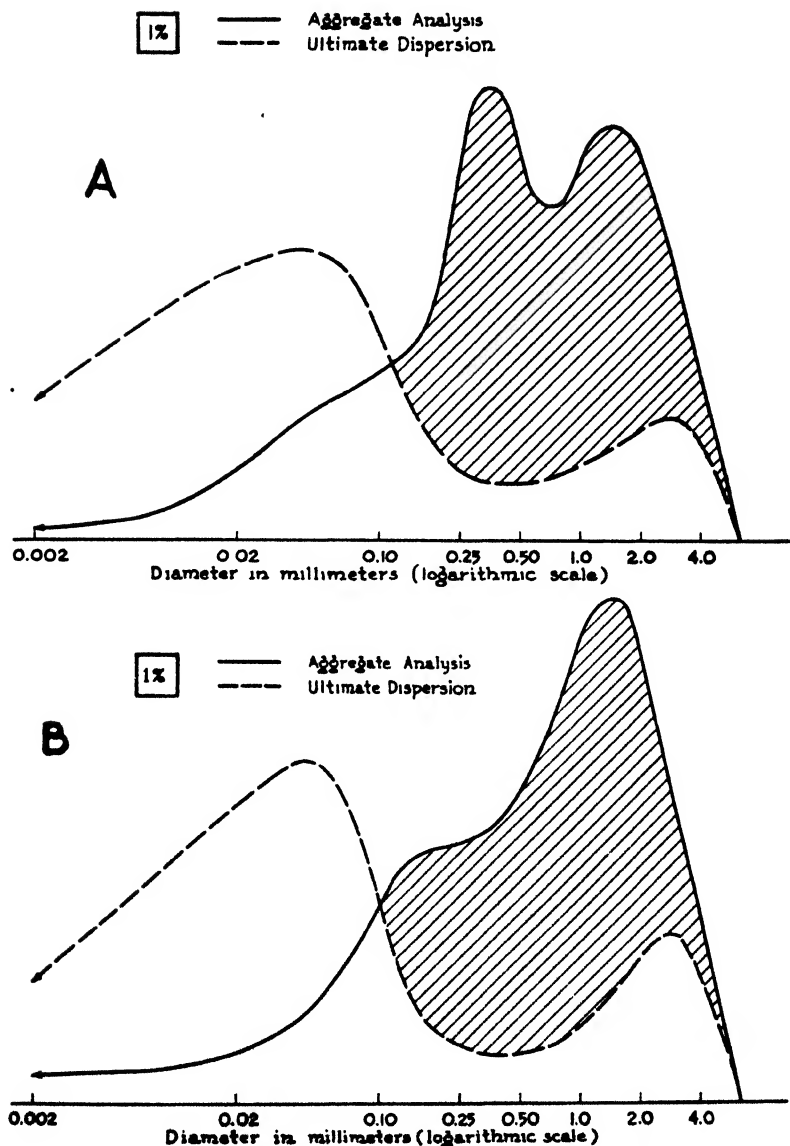 1% Aggregate Analysis
Ultimate Dispersion
A
0.002 0 02 0.10 0.25 0.50 1.0 2.0 4.0
Diameter in millimeters (logarithmic scale)
1% Aggregate Analysis
Ultimate Dispersion
B
0.002 0.02 0.10 0.25 0.50 1.0 2.0 4.0
Diameter in millimeters (logarithmic scale)